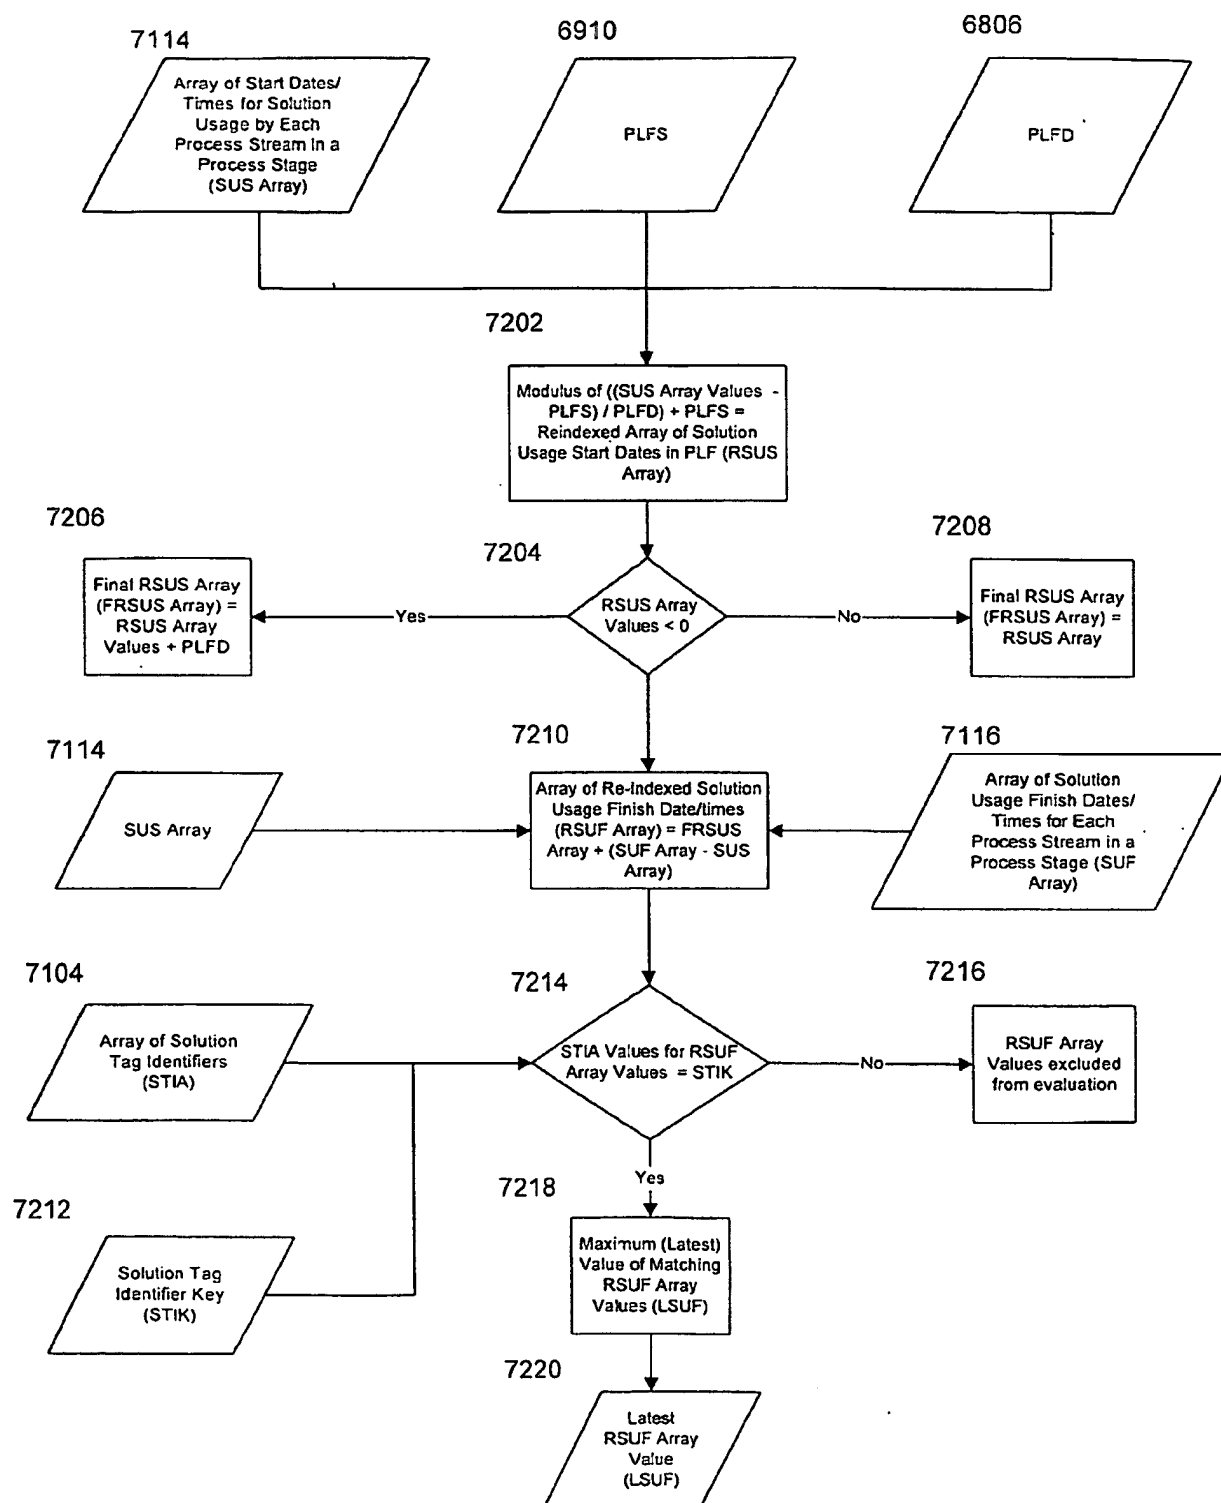 7114
6910
6806
Array of Start Dates/
Times for Solution
Usage by Each
Process Stream in a
Process Stage
(SUS Array)
PLFS
PLFD
7202
Modulus of ((SUS Array Values -
PLFS) / PLFD) + PLFS =
Reindexed Array of Solution
Usage Start Dates in PLF (RSUS
Array)
7206
7204
7208
Final RSUS Array
(FRSUS Array) =
RSUS Array
Values + PLFD
Yes
RSUS Array
Values < 0
No
Final RSUS Array
(FRSUS Array) =
RSUS Array
7114
7210
7116
SUS Array
Array of Re-Indexed Solution
Usage Finish Date/times
(RSUF Array) = FRSUS
Array + (SUF Array - SUS
Array)
Array of Solution
Usage Finish Dates/
Times for Each
Process Stream in a
Process Stage (SUF
Array)
7104
7214
7216
Array of Solution
Tag Identifiers
(STIA)
STIA Values for RSUF
Array Values = STIK
No
RSUF Array
Values excluded
from evaluation
Yes
7212
7218
Solution Tag
Identifier Key
(STIK)
Maximum (Latest)
Value of Matching
RSUF Array
Values (LSUF)
7220
Latest
RSUF Array
Value
(LSUF)